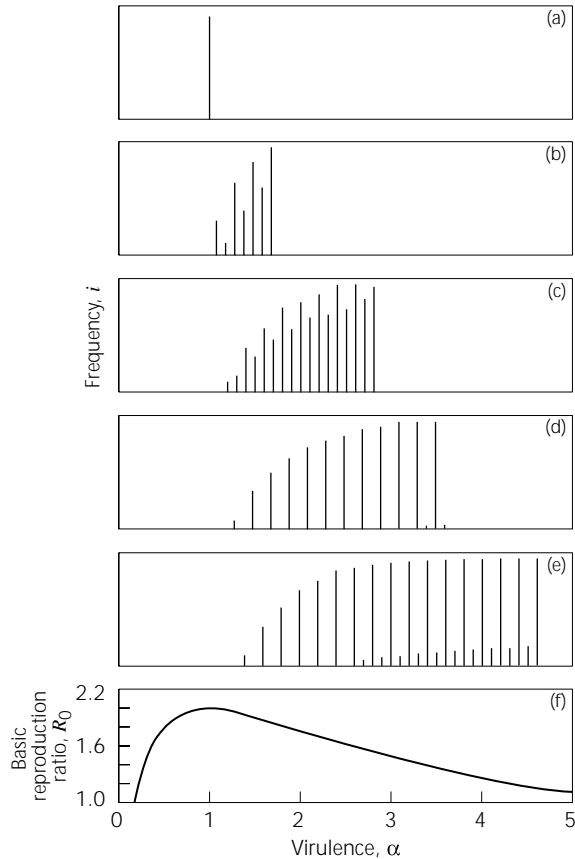 (a)
(b)
(c)
(d)
(e)
Frequency, i
(f)
Basic
reproduction
ratio, R0
2.2
1.6
1.0
0 1 2 3 4 5
Virulence, α